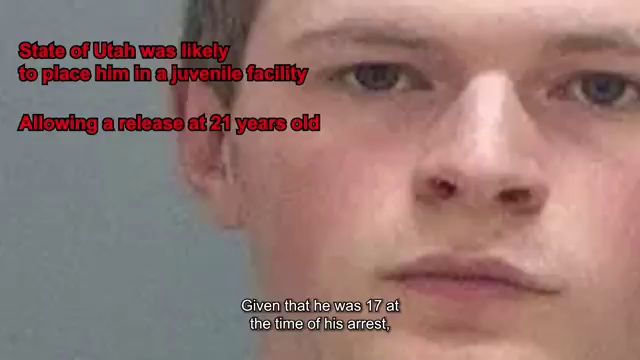 State of Utah was likely
to place him in a juvenile facility
Allowing a release at 21 years old
Given that he was 17 at
the time of his arrest,